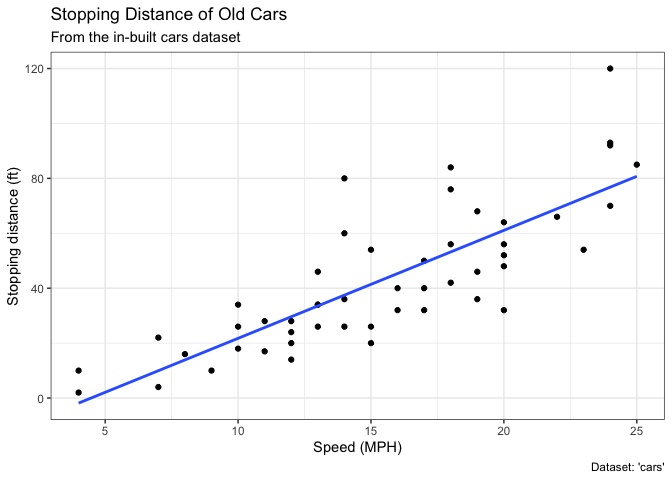 Stopping Distance of Old Cars
From the in-built cars dataset
Stopping distance (ft)
120
80
40
0
5 10 15 20 25
Speed (MPH)
Dataset: 'cars'